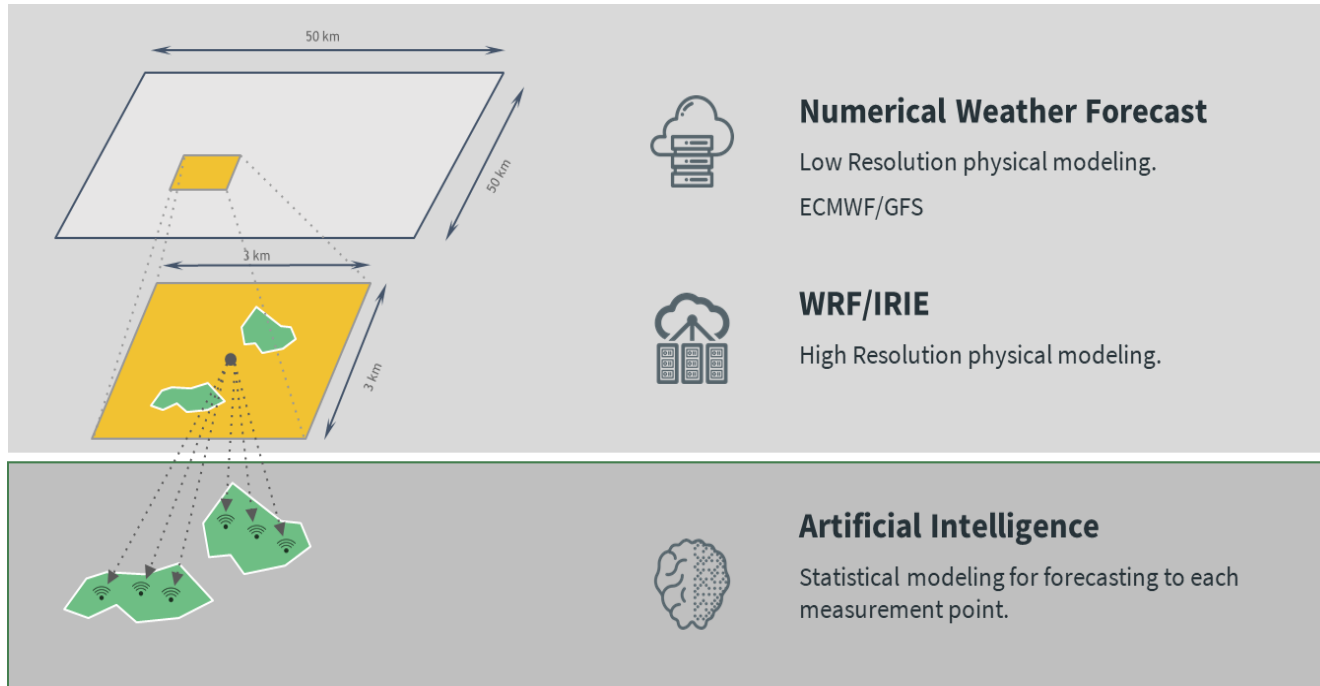 50 km
50 km
Numerical Weather Forecast
Low Resolution physical modeling.
ECMWF/GFS
3 km
3 km
WRF/IRIE
High Resolution physical modeling.
Artificial Intelligence
Statistical modeling for forecasting to each
measurement point.